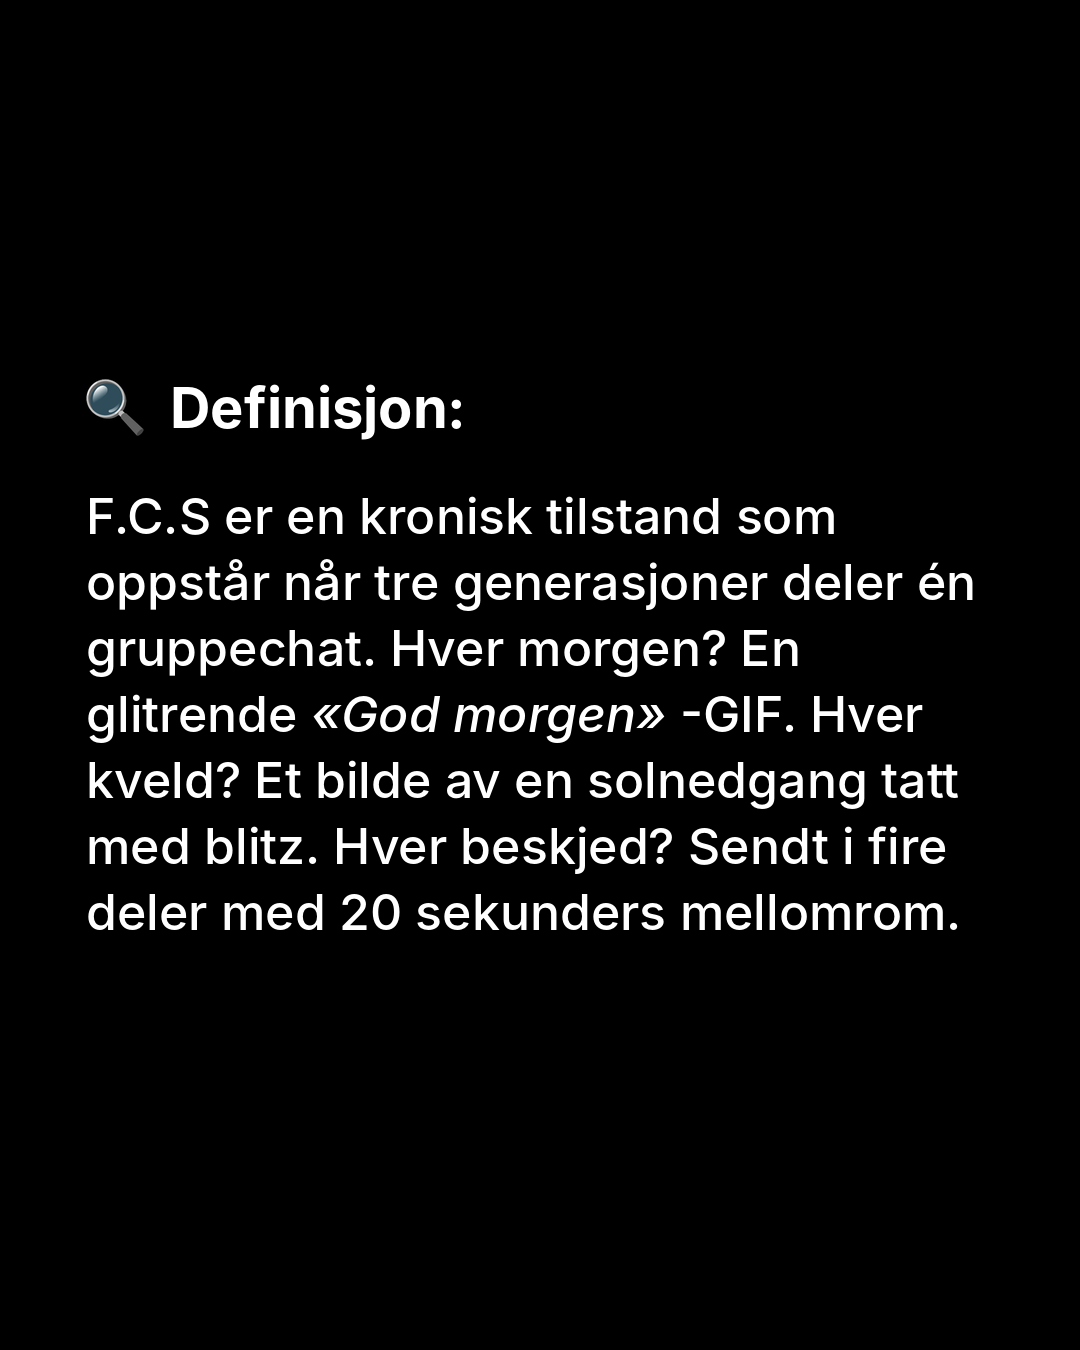 🔍 Definisjon:
F.C.S er en kronisk tilstand som
oppstår når tre generasjoner deler én
gruppechat. Hver morgen? En
glitrende «God morgen» -GIF. Hver
kveld? Et bilde av en solnedgang tatt
med blitz. Hver beskjed? Sendt i fire
deler med 20 sekunders mellomrom.